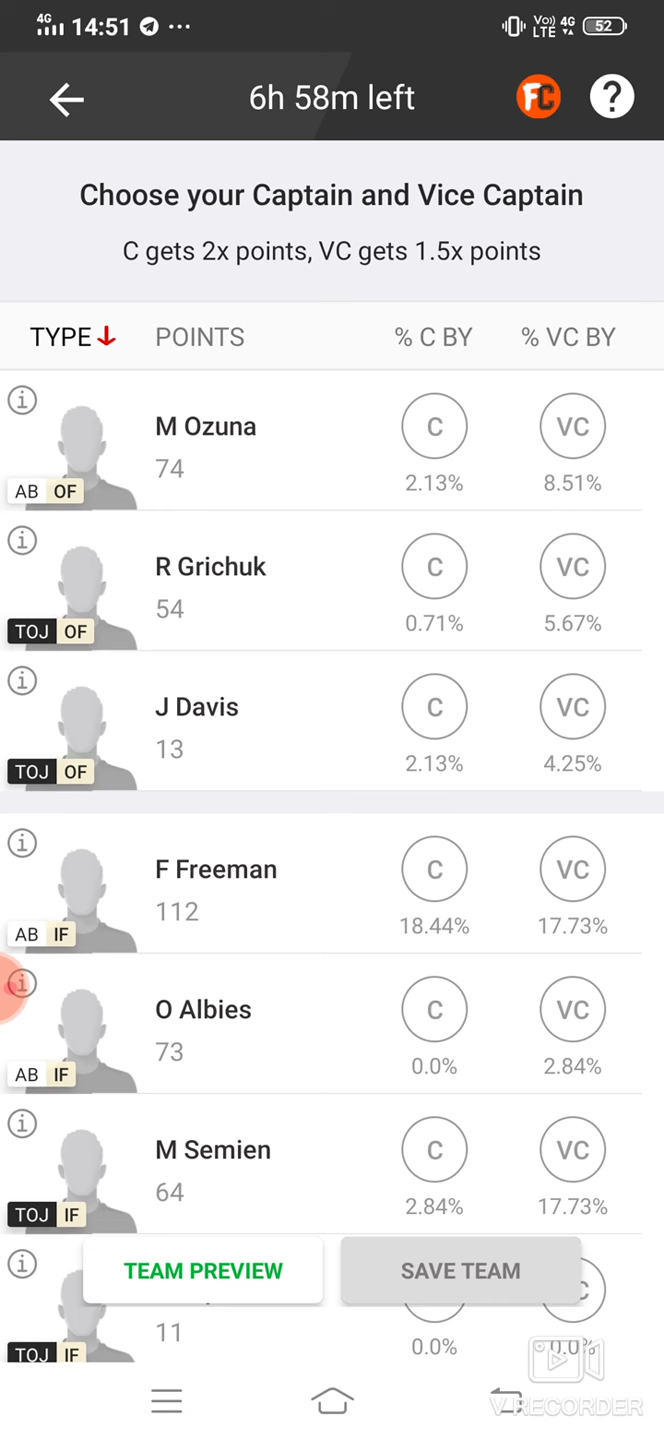 4G 14:51 ... Vo)) LTE 4G 52
6h 58m left FC ?
Choose your Captain and Vice Captain
C gets 2x points, VC gets 1.5x points
TYPE POINTS % C BY % VC BY
i M Ozuna C VC
74 2.13% 8.51%
AB OF
i R Grichuk C VC
54 0.71% 5.67%
TOJ OF
i J Davis C VC
13 2.13% 4.25%
TOJ OF
i F Freeman C VC
112 18.44% 17.73%
AB IF
i O Albies C VC
73 0.0% 2.84%
AB IF
i M Semien C VC
64 2.84% 17.73%
TOJ IF
i TEAM PREVIEW SAVE TEAM C
11 0.0% 0.0%
TOJ IF
V RECORDER